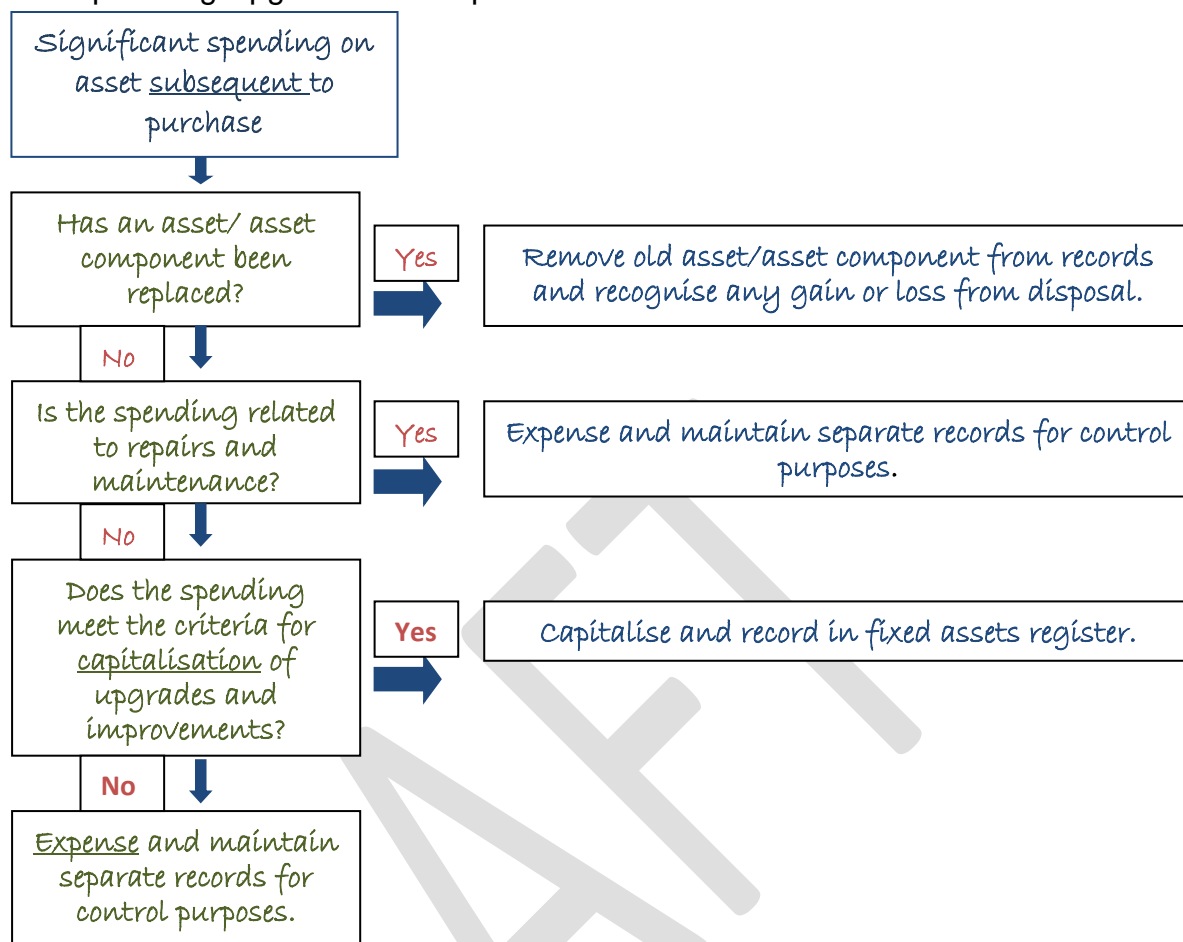 Significant spending on
asset subsequent to
purchase
Has an asset/ asset
component been
replaced?
Yes
Remove old asset/asset component from records
and recognise any gain or loss from disposal.
No
Is the spending related
to repairs and
maintenance?
Yes
Expense and maintain separate records for control
purposes.
No
Does the spending
meet the criteria for
capitalisation of
upgrades and
improvements?
Yes
Capitalise and record in fixed assets register.
No
Expense and maintain
separate records for
control purposes.